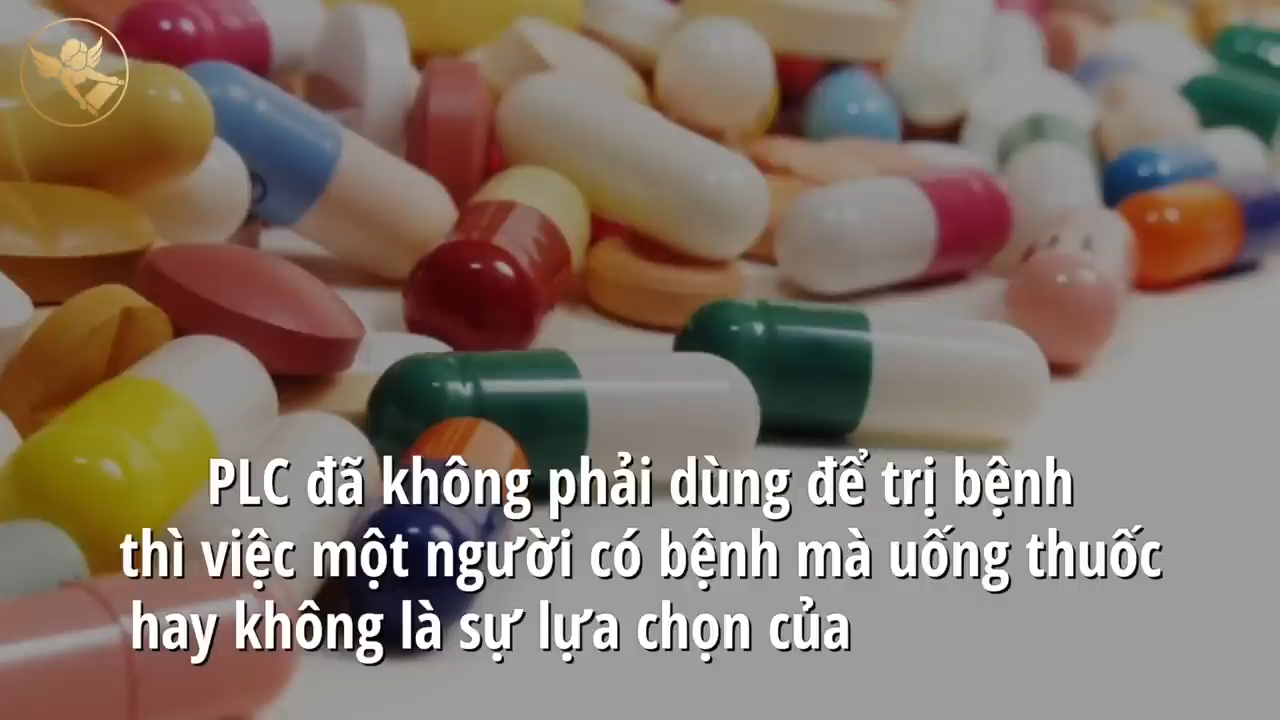 PLC đã không phải dùng để trị bệnh
thì việc một người có bệnh mà uống thuốc
hay không là sự lựa chọn của